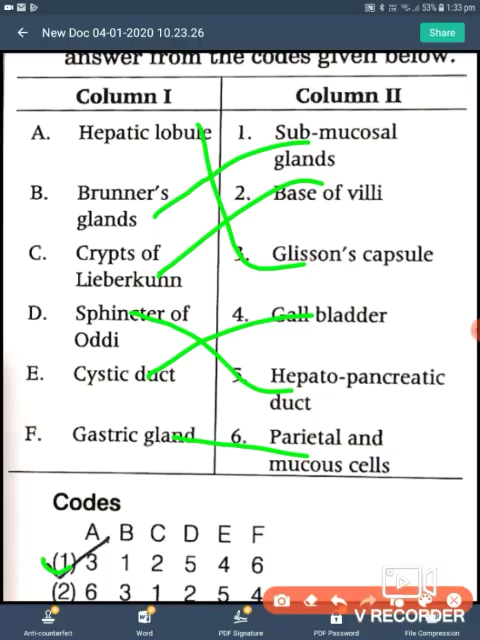 53% 1:33 pm
New Doc 04-01-2020 10.23.26
Share
answer from the codes given below.
Column I Column II
A. Hepatic lobule 1. Sub-mucosal
glands
B. Brunner's 2. Base of villi
glands
C. Crypts of 3. Glisson's capsule
Lieberkunn
D. Sphincter of 4. Gall bladder
Oddi
E. Cystic duct 5. Hepato-pancreatic
duct
F. Gastric gland 6. Parietal and
mucous cells
Codes
A B C D E F
(1) 3 1 2 5 4 6
(2) 6 3 1 2 5 4
V RECORDER
Anti-counterfeit Word PDF Signature PDF Password File Compression